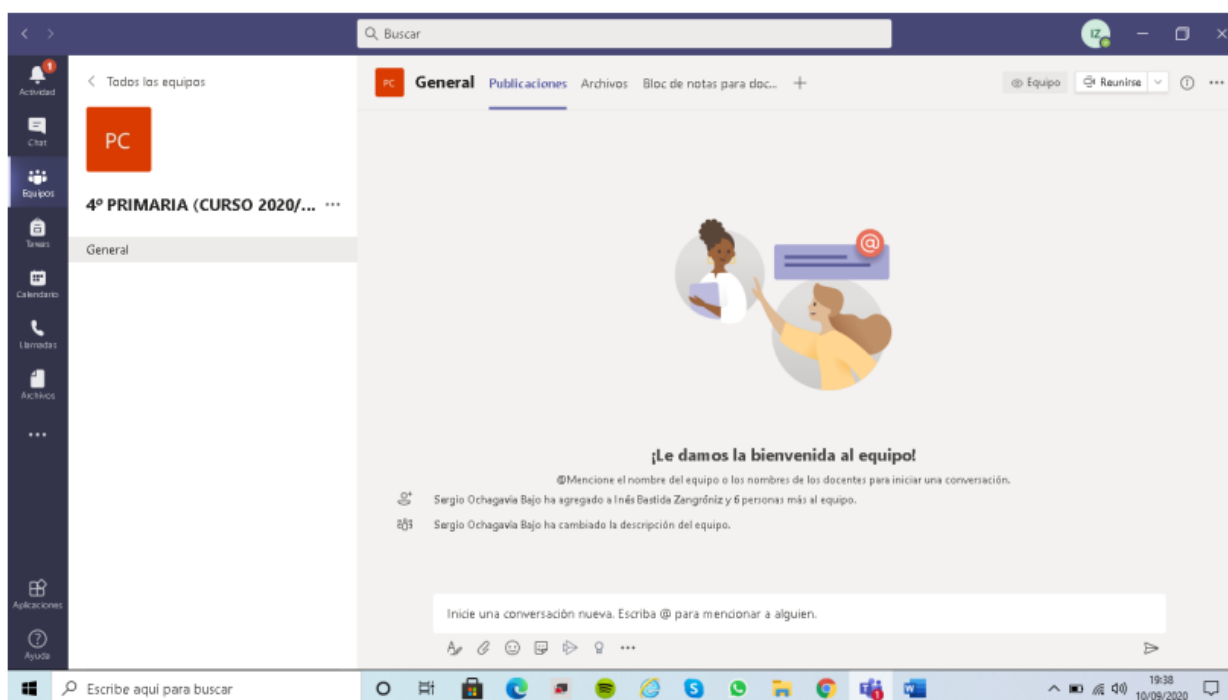 Buscar
IZ
1
Actividad
Chat
Equipos
Tareas
Calendario
Llamadas
Archivos
Aplicaciones
Ayuda
Todos los equipos
PC
4º PRIMARIA (CURSO 2020/... ···
General
PC General Publicaciones Archivos Bloc de notas para doc... +
Equipo Reunirse
@
¡Le damos la bienvenida al equipo!
@Mencione el nombre del equipo o los nombres de los docentes para iniciar una conversación.
Sergio Ochagavia Bajo ha agregado a Inés Bastida Zangróniz y 6 personas más al equipo.
Sergio Ochagavia Bajo ha cambiado la descripción del equipo.
Inicie una conversación nueva. Escriba @ para mencionar a alguien.
Escribe aquí para buscar
19:38
10/09/2020